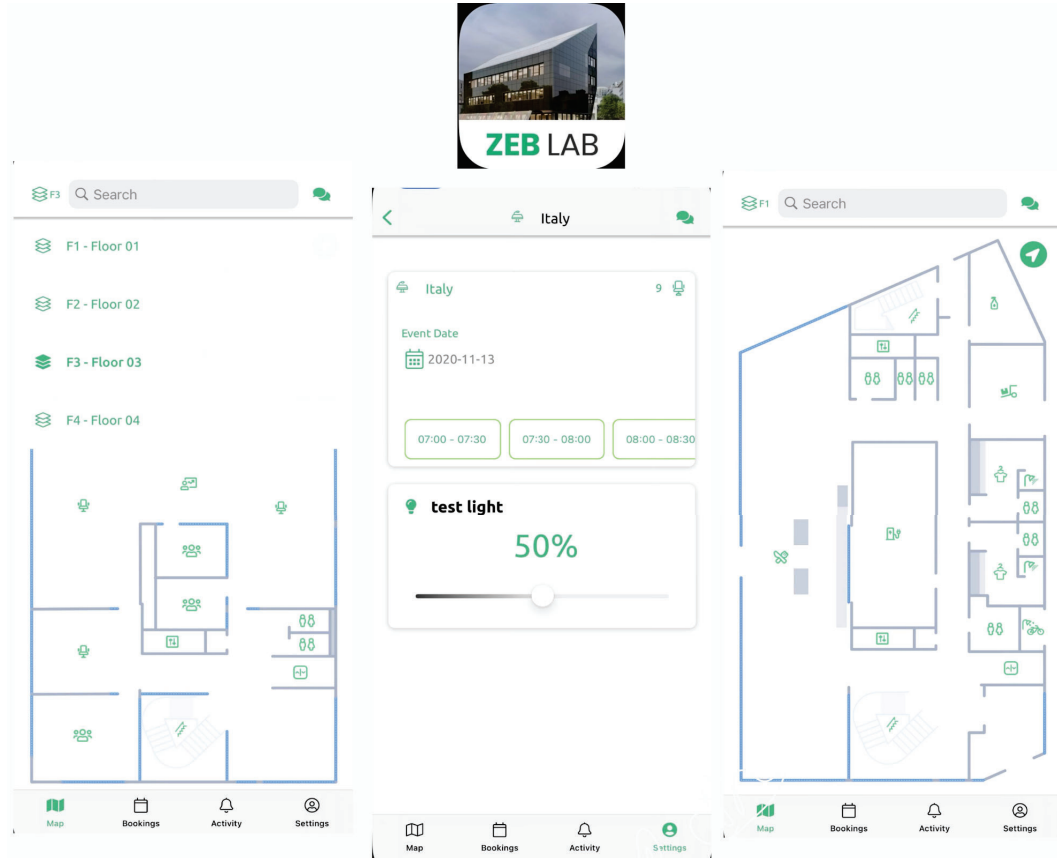 ZEB LAB
F3 Search
F1 - Floor 01
F2 - Floor 02
F3 - Floor 03
F4 - Floor 04
Map Bookings Activity Settings
Italy
Italy 9
Event Date
2020-11-13
07:00 - 07:30 07:30 - 08:00 08:00 - 08:30
test light
50%
Map Bookings Activity Settings
F1 Search
Map Bookings Activity Settings